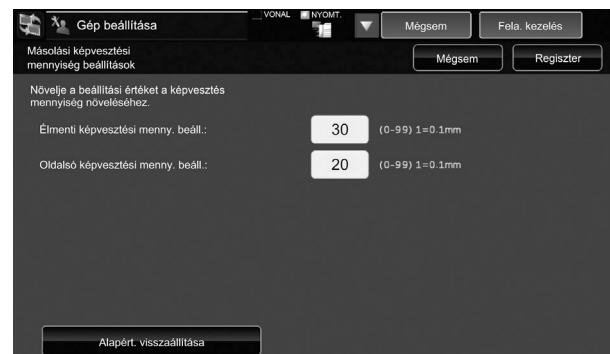 Gép beállítása
VONAL
NYOMT.
Mégsem
Fela. kezelés
Másolási képvesztési
mennyiség beállítások
Mégsem
Regiszter
Növelje a beállítási értéket a képvesztés
mennyiség növeléséhez.
Élmenti képvesztési menny. beáll.: 30 (0-99) 1=0.1mm
Oldalsó képvesztési menny. beáll.: 20 (0-99) 1=0.1mm
Alapért. visszaállítása